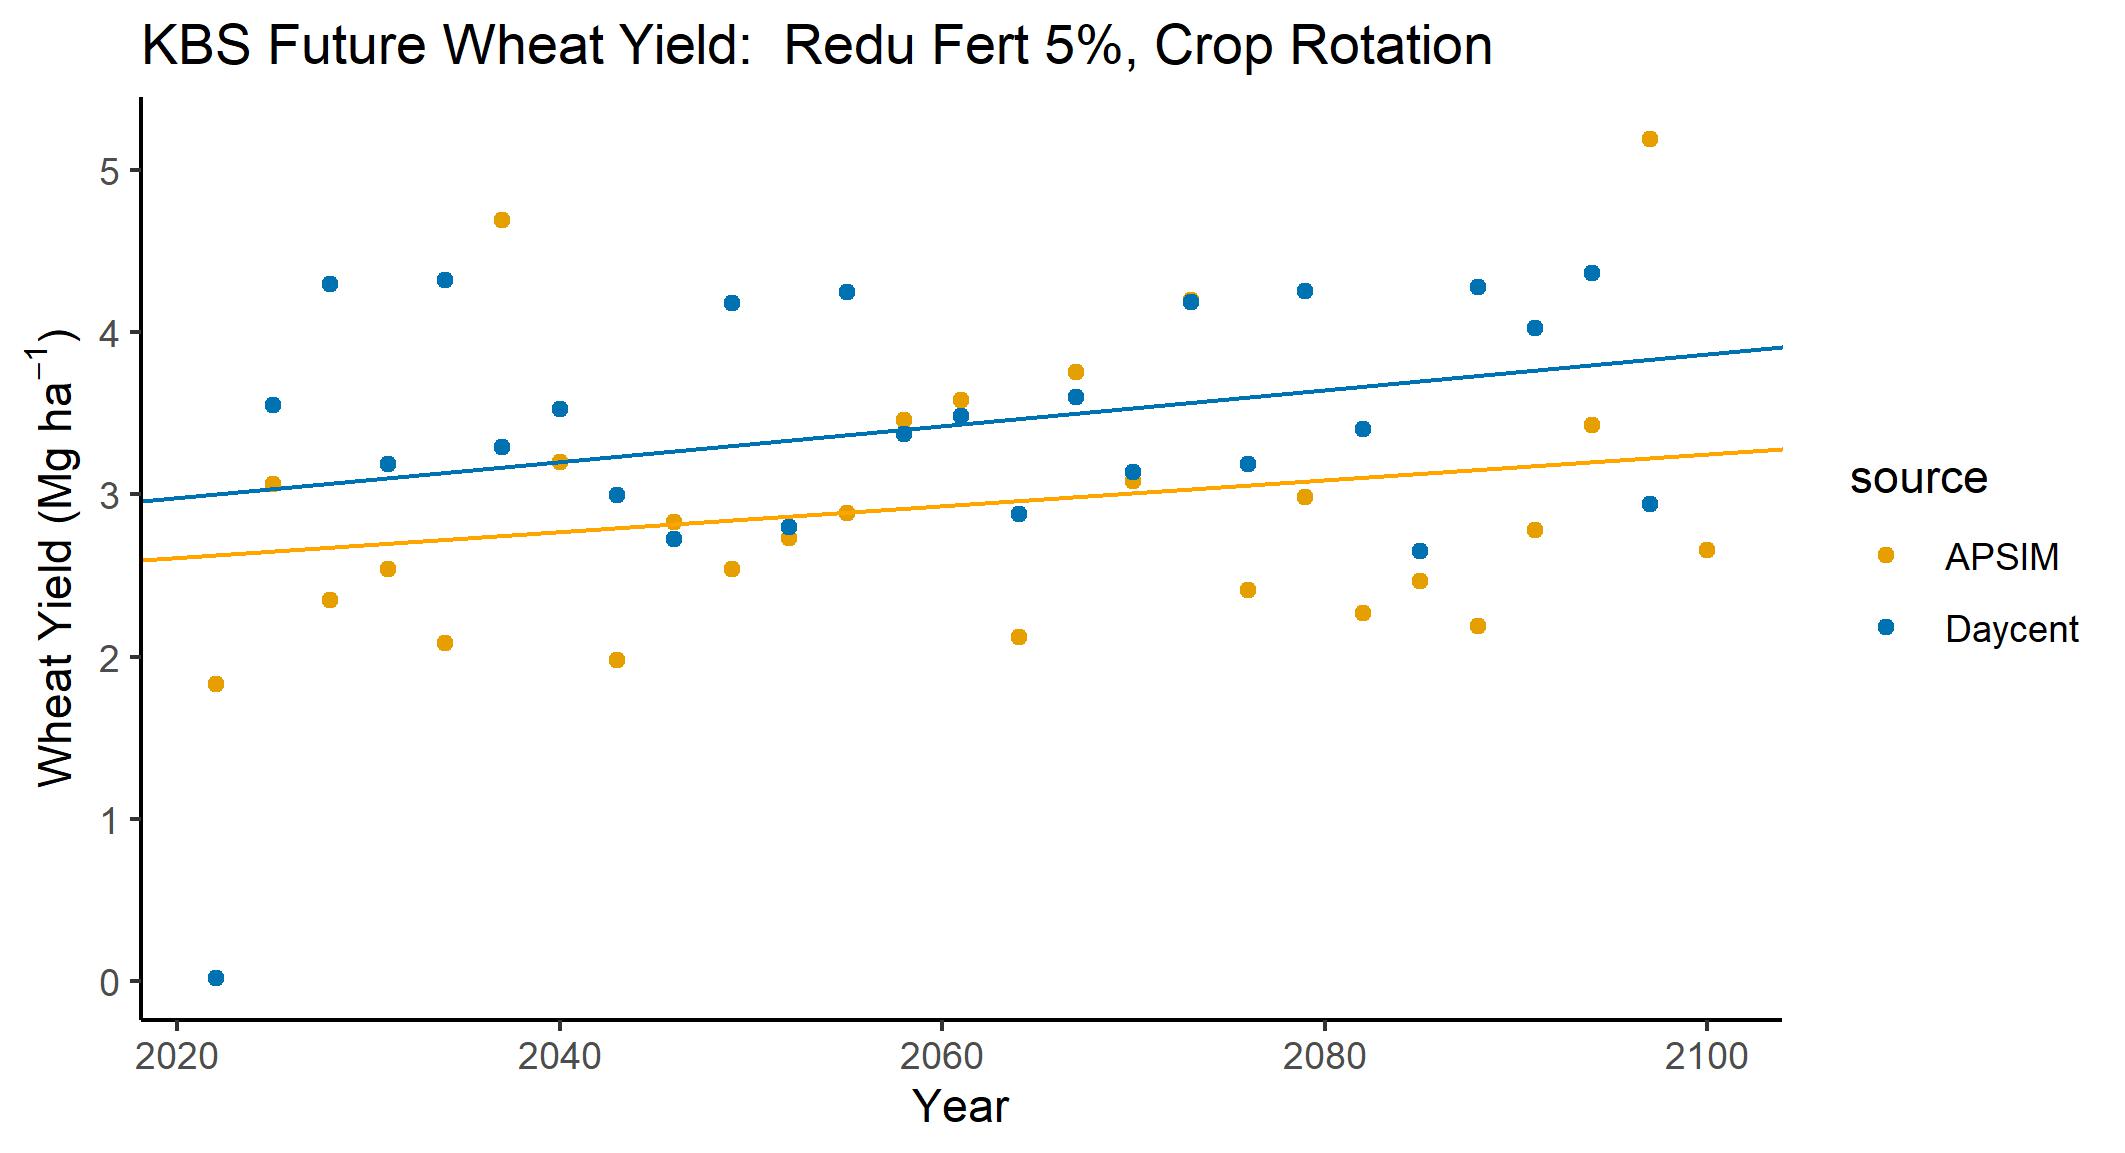 KBS Future Wheat Yield:  Redu Fert 5%, Crop Rotation
Wheat Yield (Mg ha⁻¹)
5
4
3
2
1
0
2020 2040 2060 2080 2100
Year
source
APSIM
Daycent